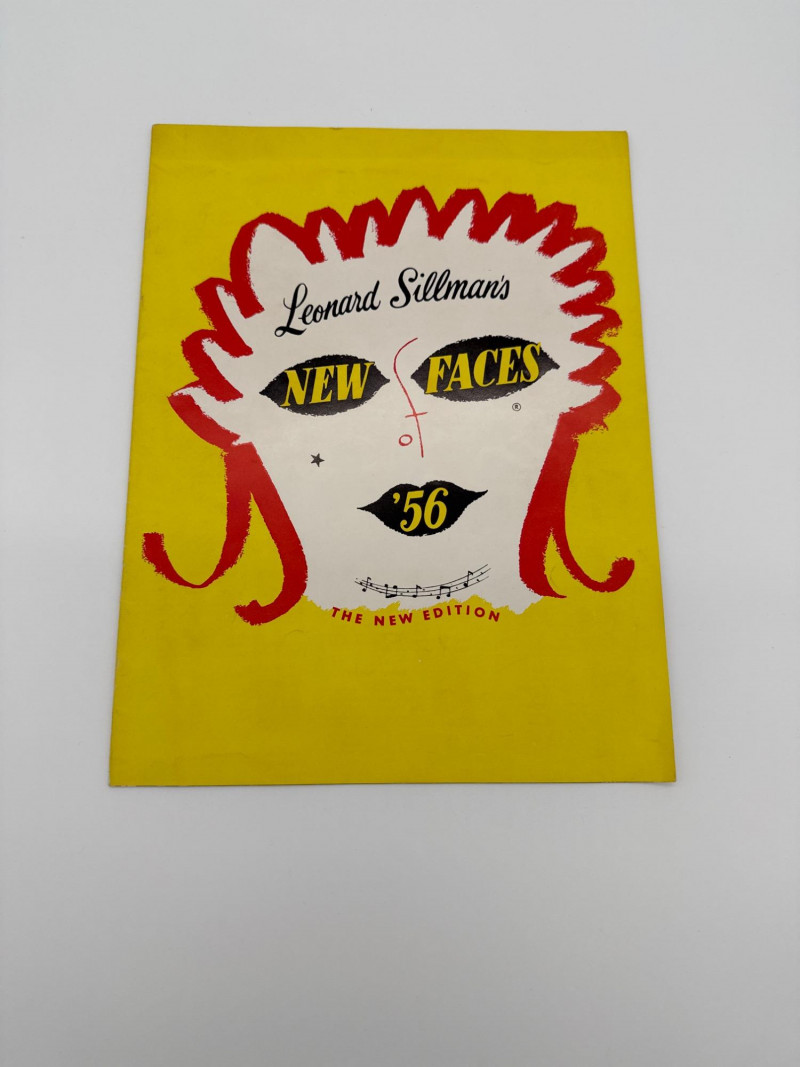 Leonard Sillman's
NEW FACES ®
'56
THE NEW EDITION